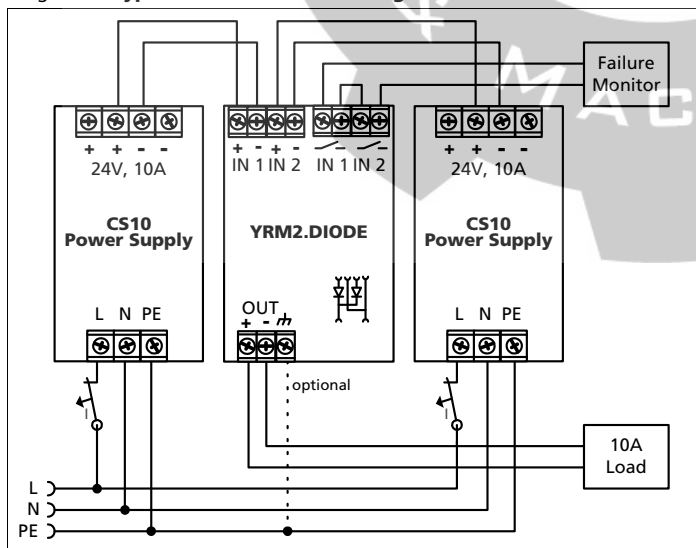 Failure
Monitor
MAC
+ + - -
24V, 10A
CS10
Power Supply
L N PE
+ - + -
IN 1 IN 2 IN 1 IN 2
YRM2.DIODE
OUT
+ -
optional
+ + - -
24V, 10A
CS10
Power Supply
L N PE
I
I
10A
Load
L
N
PE